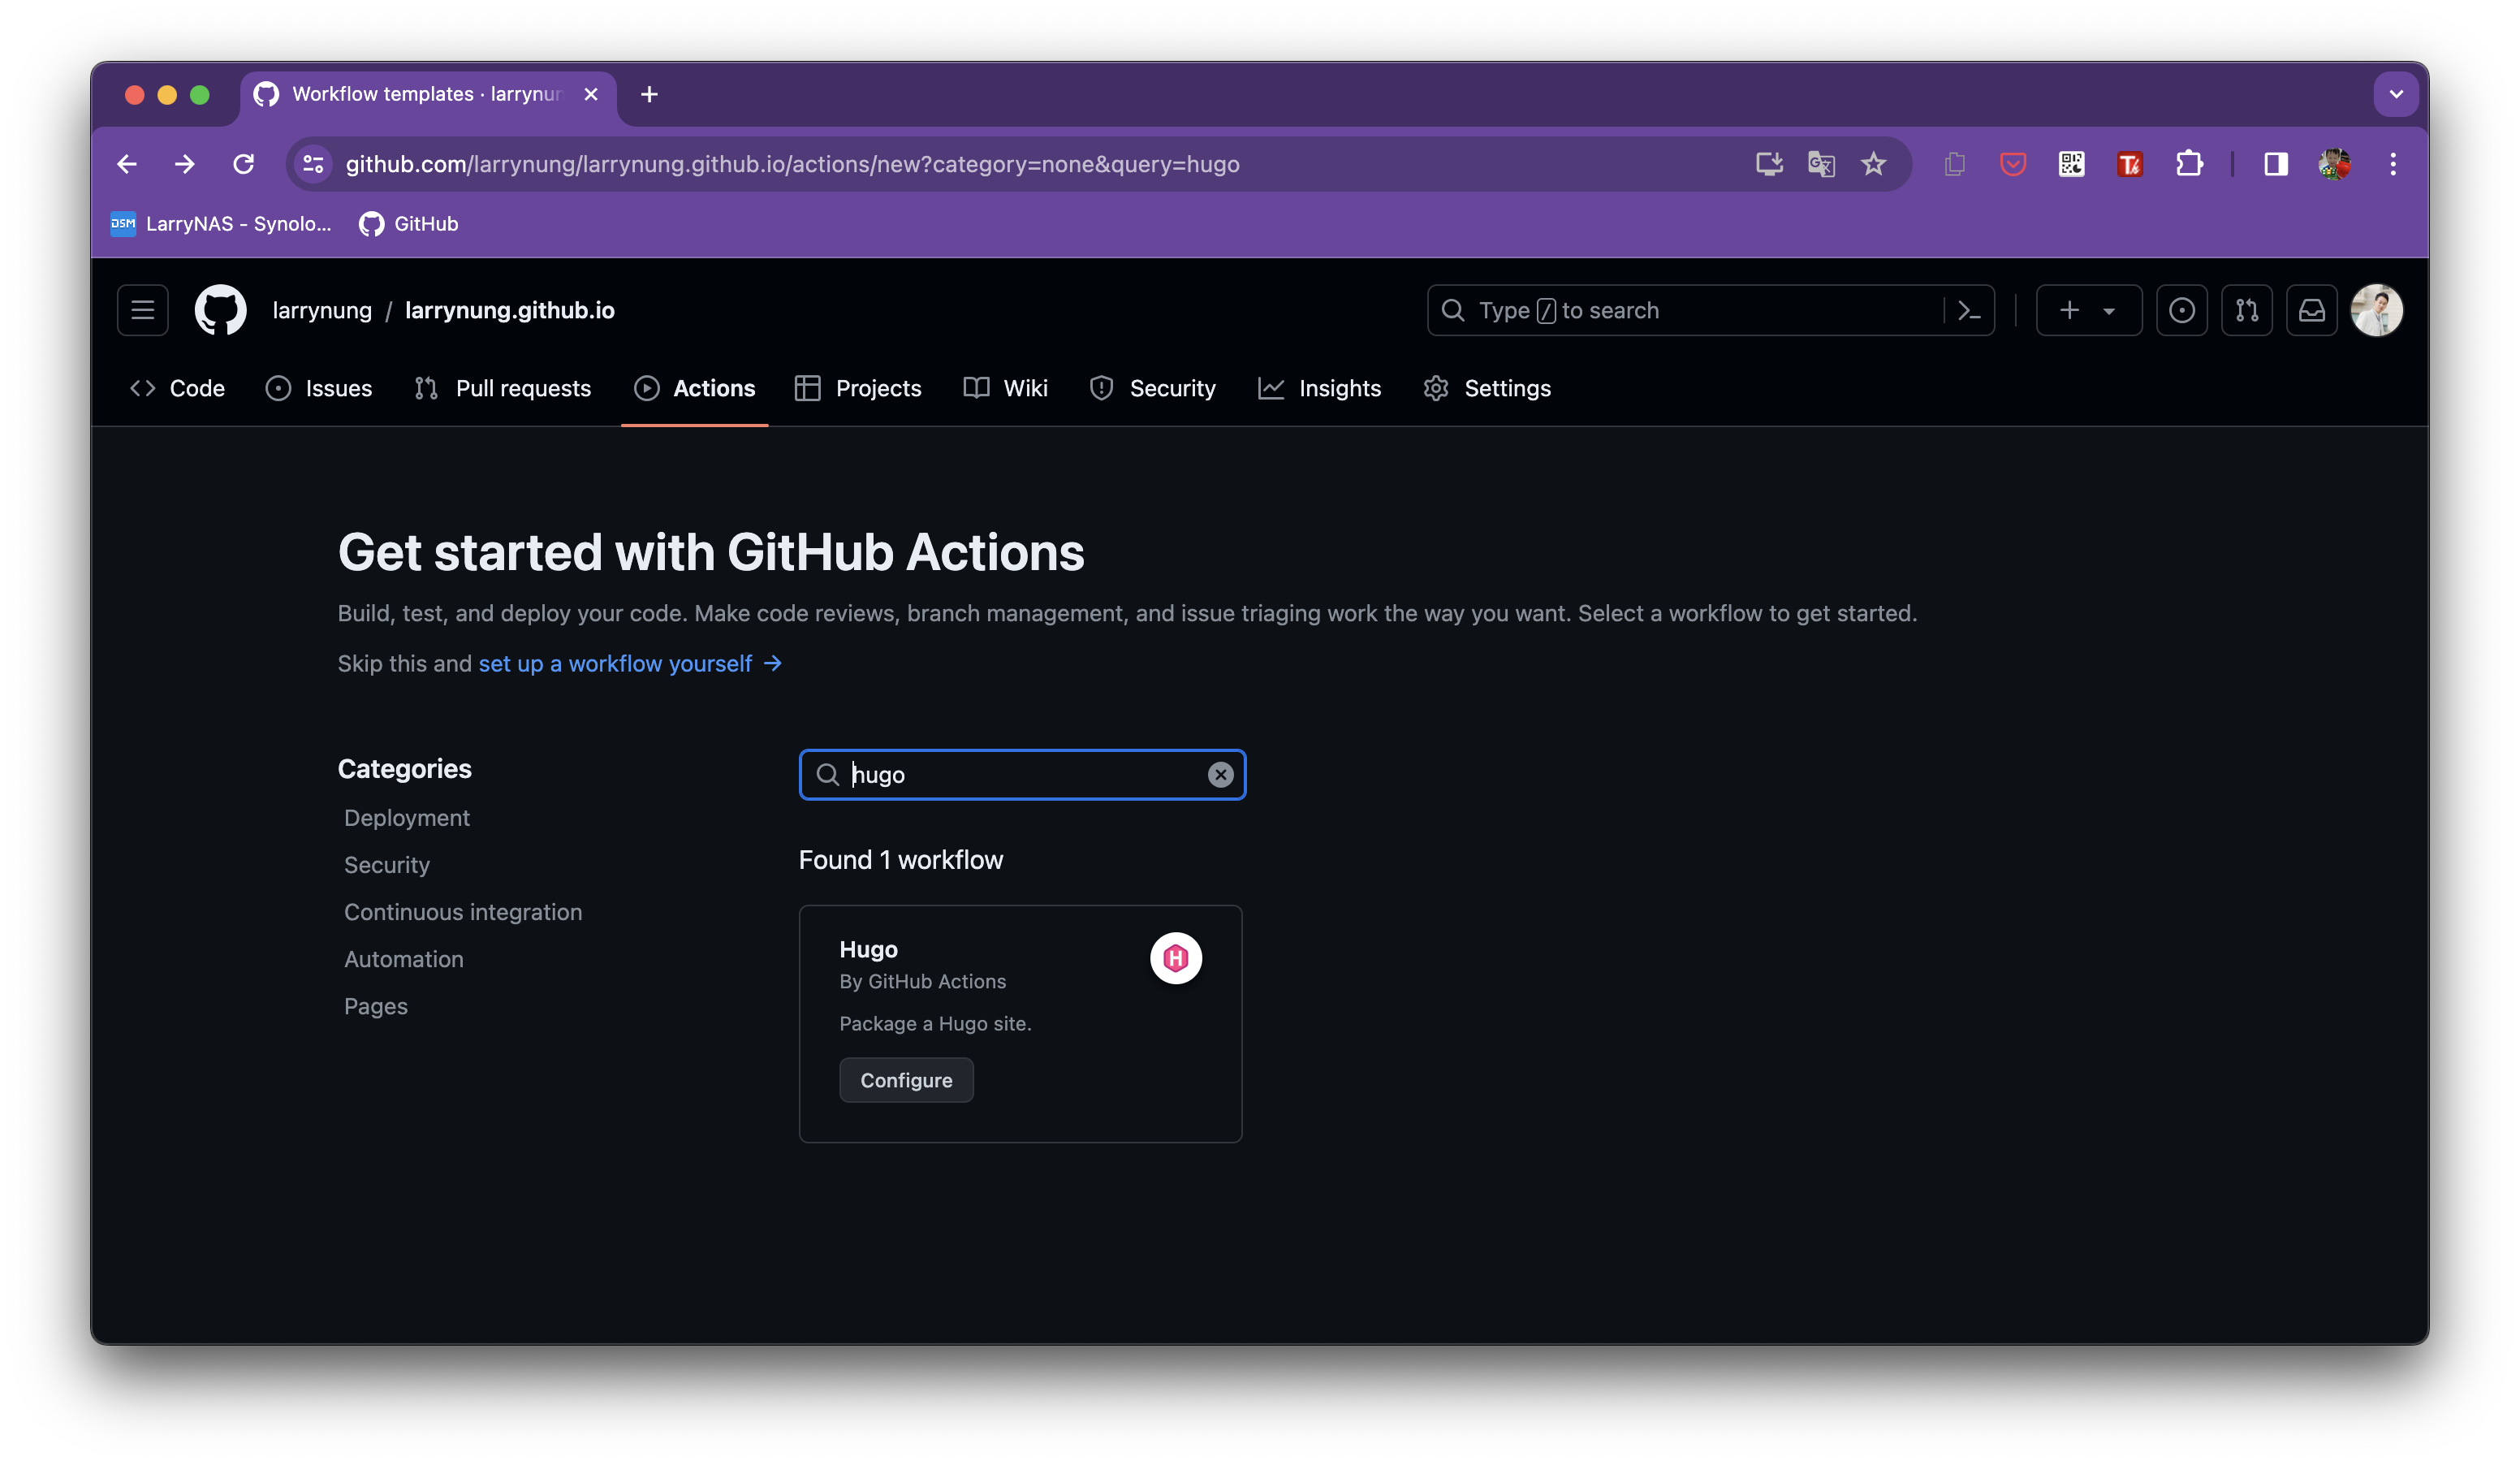 Workflow templates · larrynun
github.com/larrynung/larrynung.github.io/actions/new?category=none&query=hugo
DSM LarryNAS - Synolo... GitHub
larrynung / larrynung.github.io Type / to search
Code Issues Pull requests Actions Projects Wiki Security Insights Settings
Get started with GitHub Actions
Build, test, and deploy your code. Make code reviews, branch management, and issue triaging work the way you want. Select a workflow to get started.
Skip this and set up a workflow yourself →
Categories
Deployment
Security
Continuous integration
Automation
Pages
hugo
Found 1 workflow
Hugo
H
By GitHub Actions
Package a Hugo site.
Configure